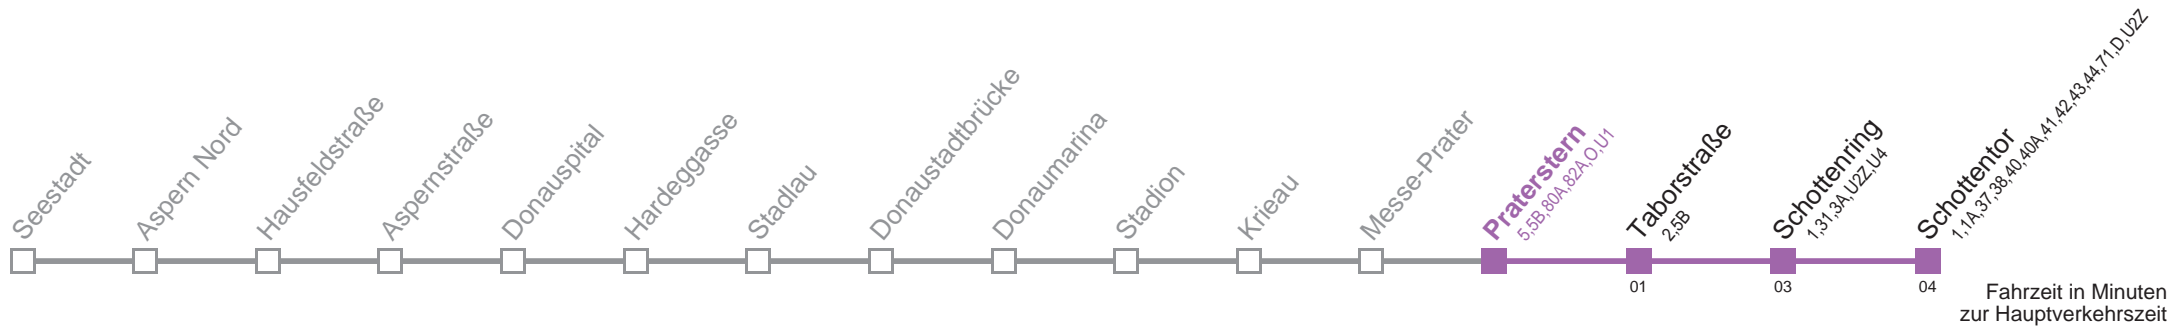 Seestadt
Aspern Nord
Hausfeldstraße
Aspernstraße
Donauspital
Hardeggasse
Stadlau
Donaustadtbrücke
Donaumarina
Stadion
Krieau
Messe-Prater
Praterstern
5,5B,80A,82A,O,U1
Taborstraße
2,5B
Schottenring
1,31,3A,U2Z,U4
Schottentor
1,1A,37,38,40,40A,41,42,43,44,71,D,U2Z
01
03
04
Fahrzeit in Minuten
zur Hauptverkehrszeit